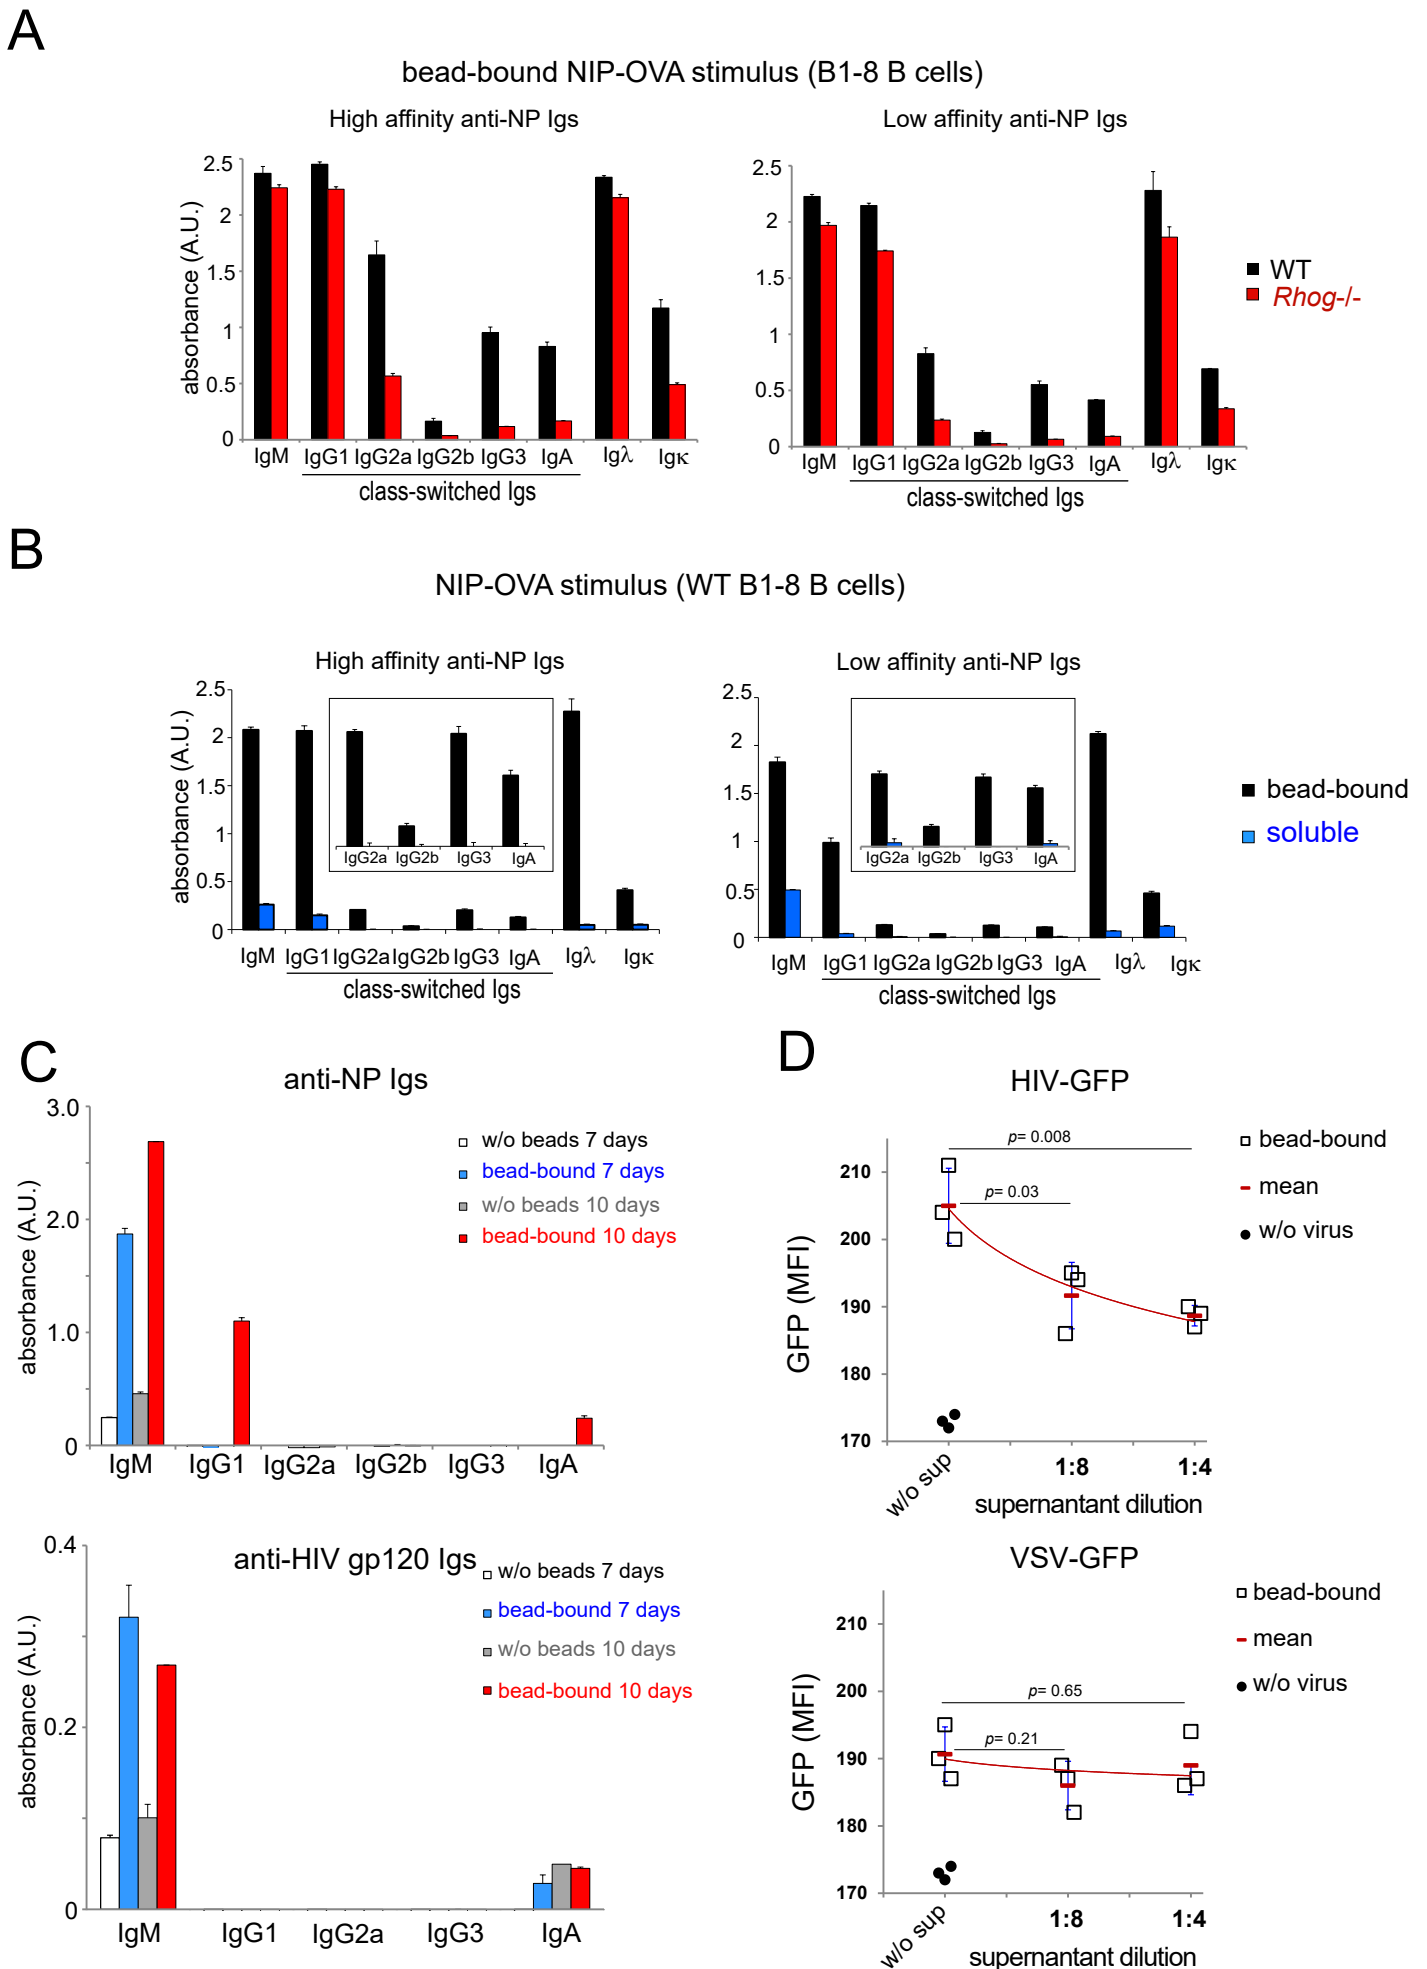 A
bead-bound NIP-OVA stimulus (B1-8 B cells)
High affinity anti-NP Igs
Low affinity anti-NP Igs
absorbance (A.U.)
2.5
2
1.5
1
0.5
0
IgM IgG1 IgG2a IgG2b IgG3 IgA Igλ Igκ
class-switched Igs
2.5
2
1.5
1
0.5
0
IgM IgG1 IgG2a IgG2b IgG3 IgA Igλ Igκ
class-switched Igs
WT
Rhog-/-
B
NIP-OVA stimulus (WT B1-8 B cells)
High affinity anti-NP Igs
Low affinity anti-NP Igs
absorbance (A.U.)
2.5
2
1.5
1
0.5
0
IgG2a IgG2b IgG3 IgA
IgM IgG1 IgG2a IgG2b IgG3 IgA Igλ Igκ
class-switched Igs
2.5
2
1.5
1
0.5
0
IgG2a IgG2b IgG3 IgA
IgM IgG1 IgG2a IgG2b IgG3 IgA Igλ Igκ
class-switched Igs
bead-bound
soluble
C
anti-NP Igs
absorbance (A.U.)
3.0
2.0
1.0
0
w/o beads 7 days
bead-bound 7 days
w/o beads 10 days
bead-bound 10 days
IgM IgG1 IgG2a IgG2b IgG3 IgA
anti-HIV gp120 Igs
absorbance (A.U.)
0.4
0.2
0
w/o beads 7 days
bead-bound 7 days
w/o beads 10 days
bead-bound 10 days
IgM IgG1 IgG2a IgG3 IgA
D
HIV-GFP
GFP (MFI)
210
200
190
180
170
p= 0.008
p= 0.03
bead-bound
mean
w/o virus
w/o sup 1:8 1:4
supernantant dilution
VSV-GFP
GFP (MFI)
210
200
190
180
170
p= 0.65
p= 0.21
bead-bound
mean
w/o virus
w/o sup 1:8 1:4
supernantant dilution